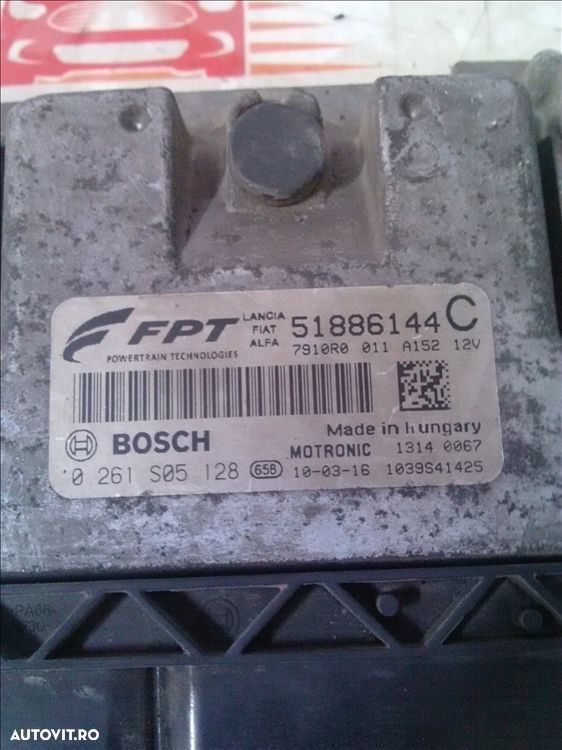 FPT
POWERTRAIN TECHNOLOGIES
LANCIA
FIAT
ALFA
51886144 C
7910R0 011 A152 12V
Made in Hungary
BOSCH
MOTRONIC 1314 0067
0 261 S05 128 658 10-03-16 1039S41425
AUTOVIT.RO